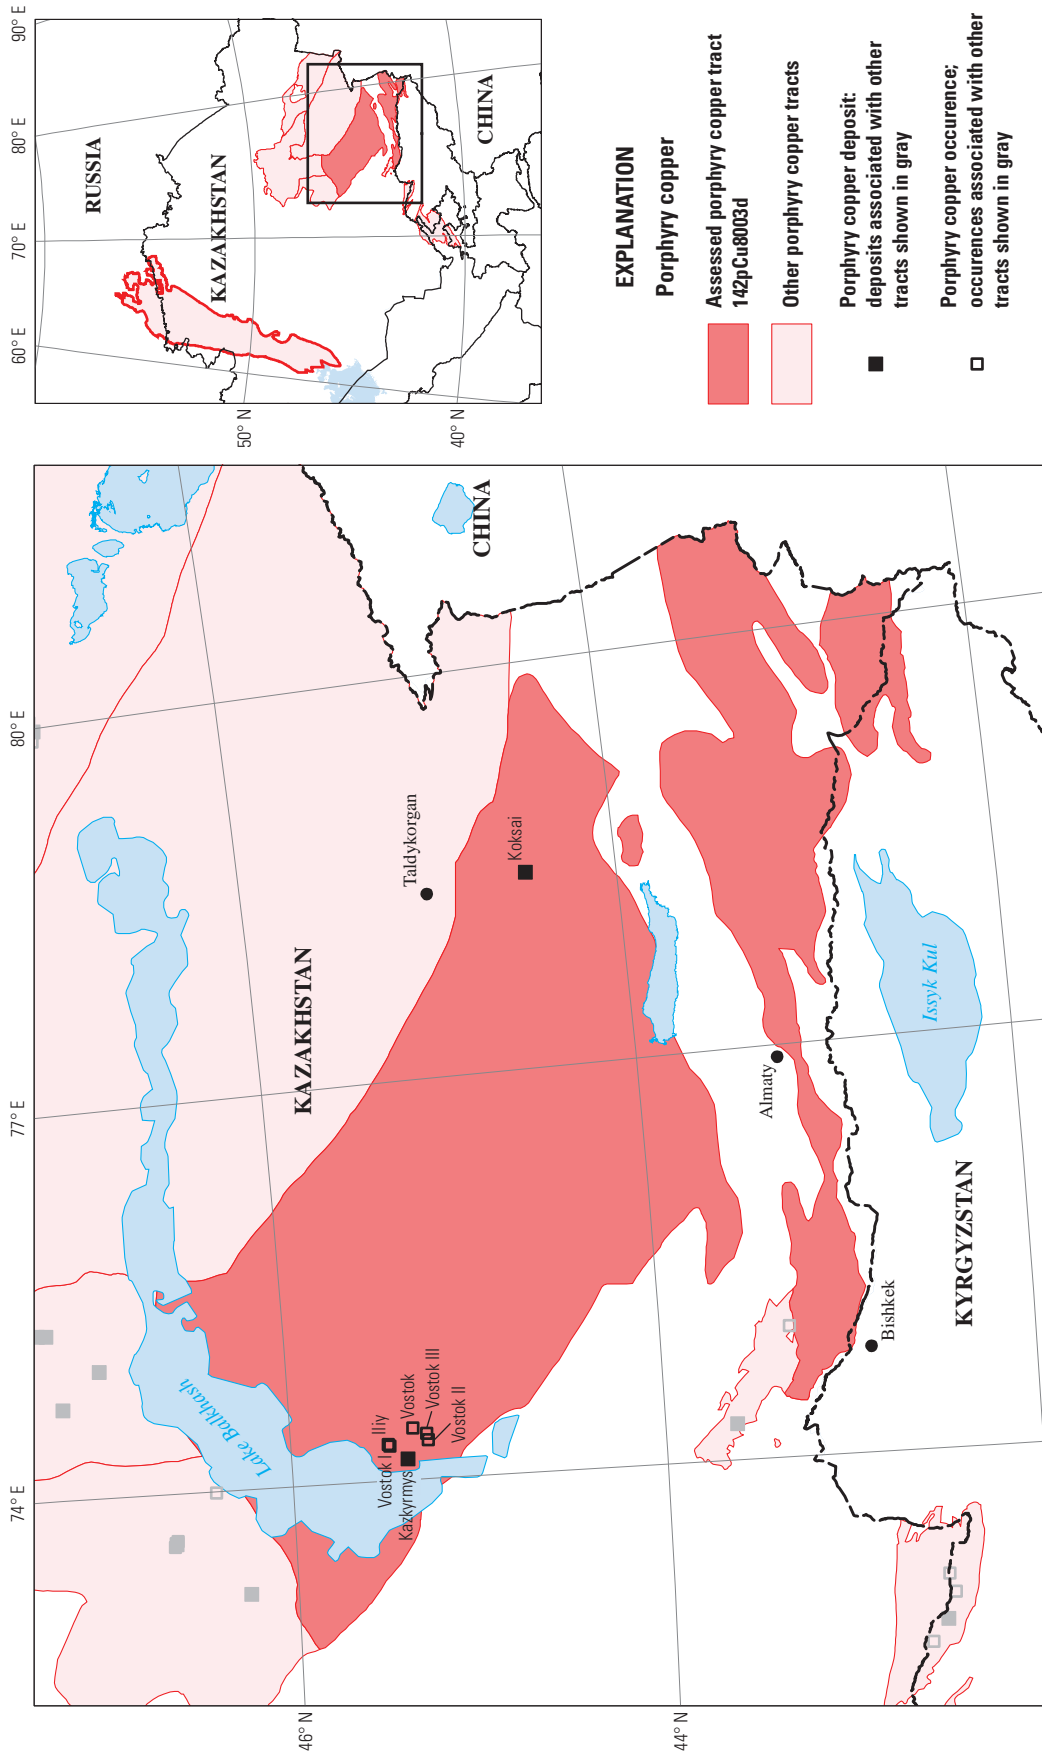 74° E
77° E
80° E
46° N
44° N
KAZAKHSTAN
CHINA
KYRGYZSTAN
Lake Balkhash
Issyk Kul
Taldykorgan
Koksai
Almaty
Bishkek
Vostok I
Iliy
Kazkyrmys
Vostok
Vostok III
Vostok II
60° E
70° E
80° E
90° E
50° N
40° N
RUSSIA
KAZAKHSTAN
CHINA
EXPLANATION
Porphyry copper
Assessed porphyry copper tract
142pCu8003d
Other porphyry copper tracts
Porphyry copper deposit:
deposits associated with other
tracts shown in gray
Porphyry copper occurence;
occurences associated with other
tracts shown in gray